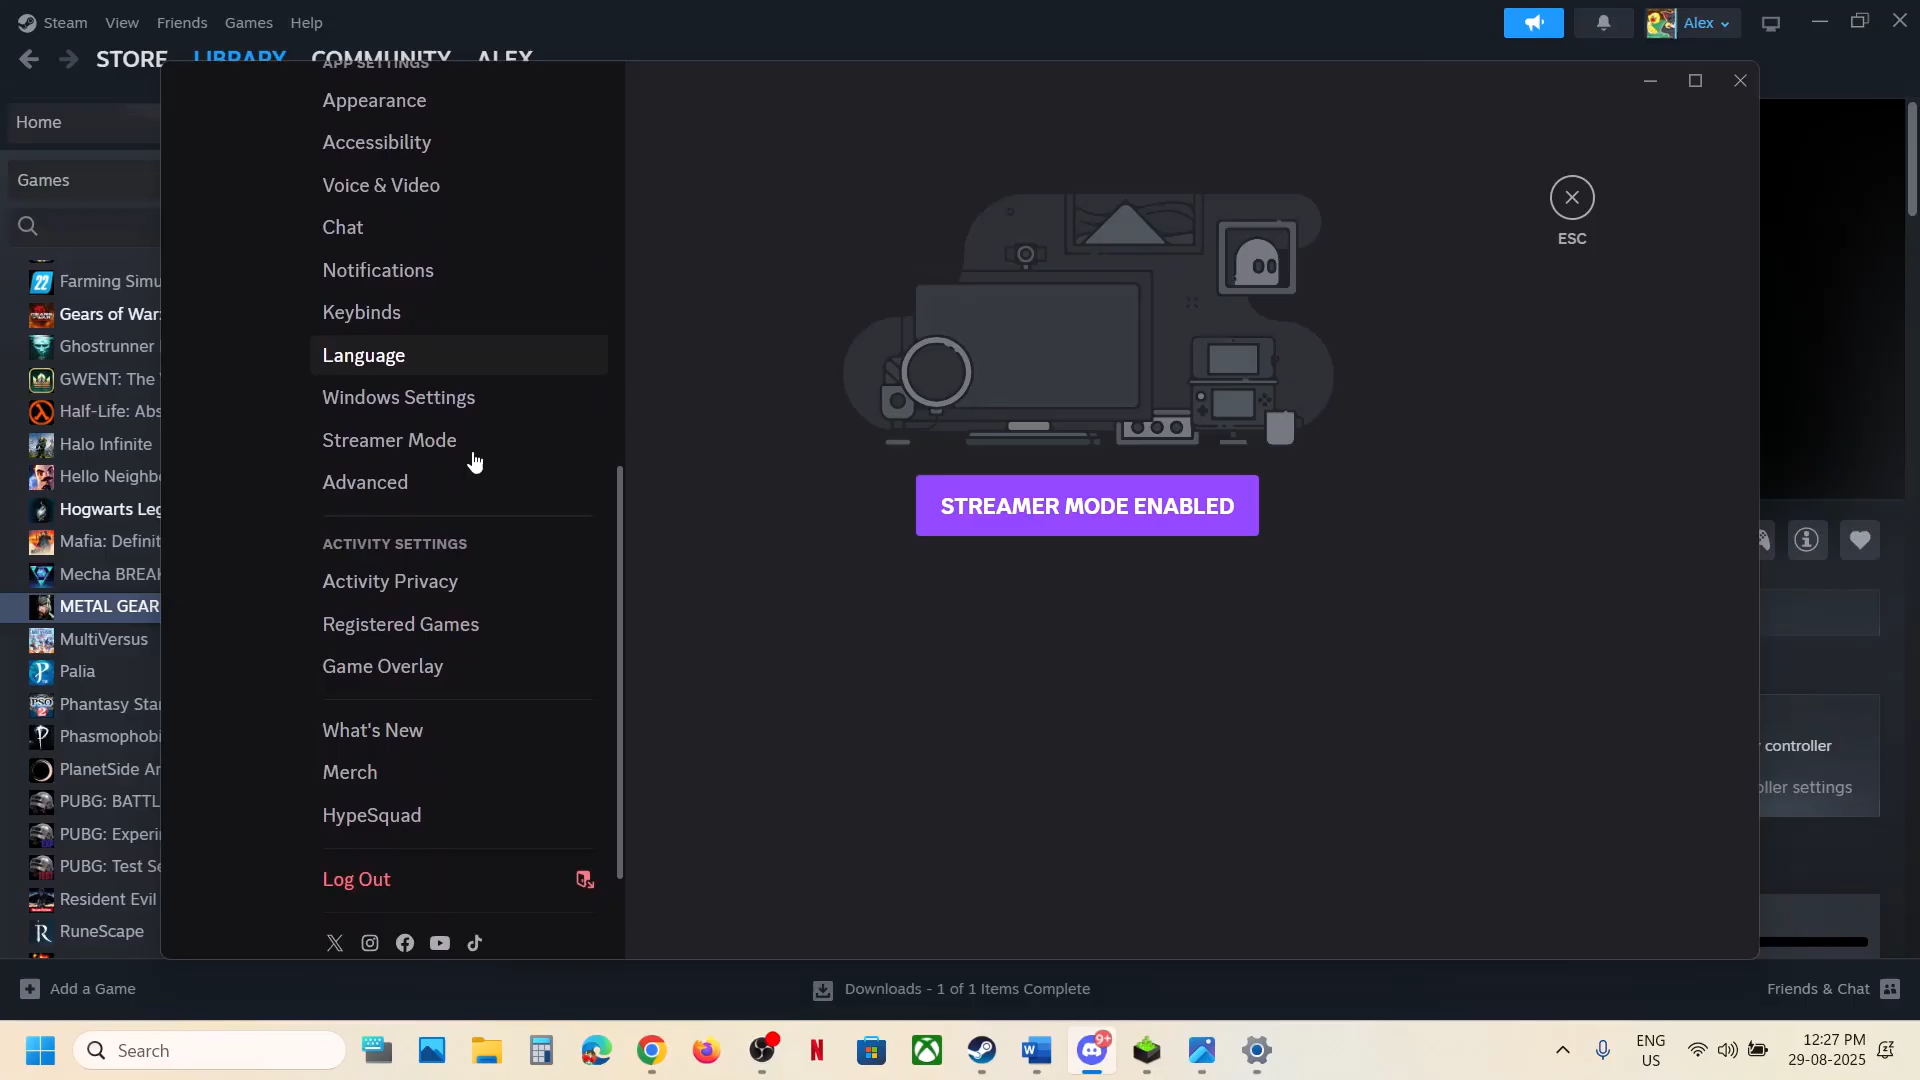 Steam View Friends Games Help Alex
STORE LIBRARY COMMUNITY ALEX
APP SETTINGS
Home
Games
Farming Simu
Gears of War:
Ghostrunner
GWENT: The
Half-Life: Abs
Halo Infinite
Hello Neighb
Hogwarts Leg
Mafia: Definit
Mecha BREAK
METAL GEAR
MultiVersus
Palia
Phantasy Star
Phasmophobi
PlanetSide Ar
PUBG: BATTL
PUBG: Experi
PUBG: Test Se
Resident Evil
RuneScape
Appearance
Accessibility
Voice & Video
Chat
Notifications
Keybinds
Language
Windows Settings
Streamer Mode
Advanced
ACTIVITY SETTINGS
Activity Privacy
Registered Games
Game Overlay
What's New
Merch
HypeSquad
Log Out
ESC
STREAMER MODE ENABLED
controller
oller settings
Add a Game
Downloads - 1 of 1 Items Complete
Friends & Chat
Search
9+
ENG
US
12:27 PM
29-08-2025